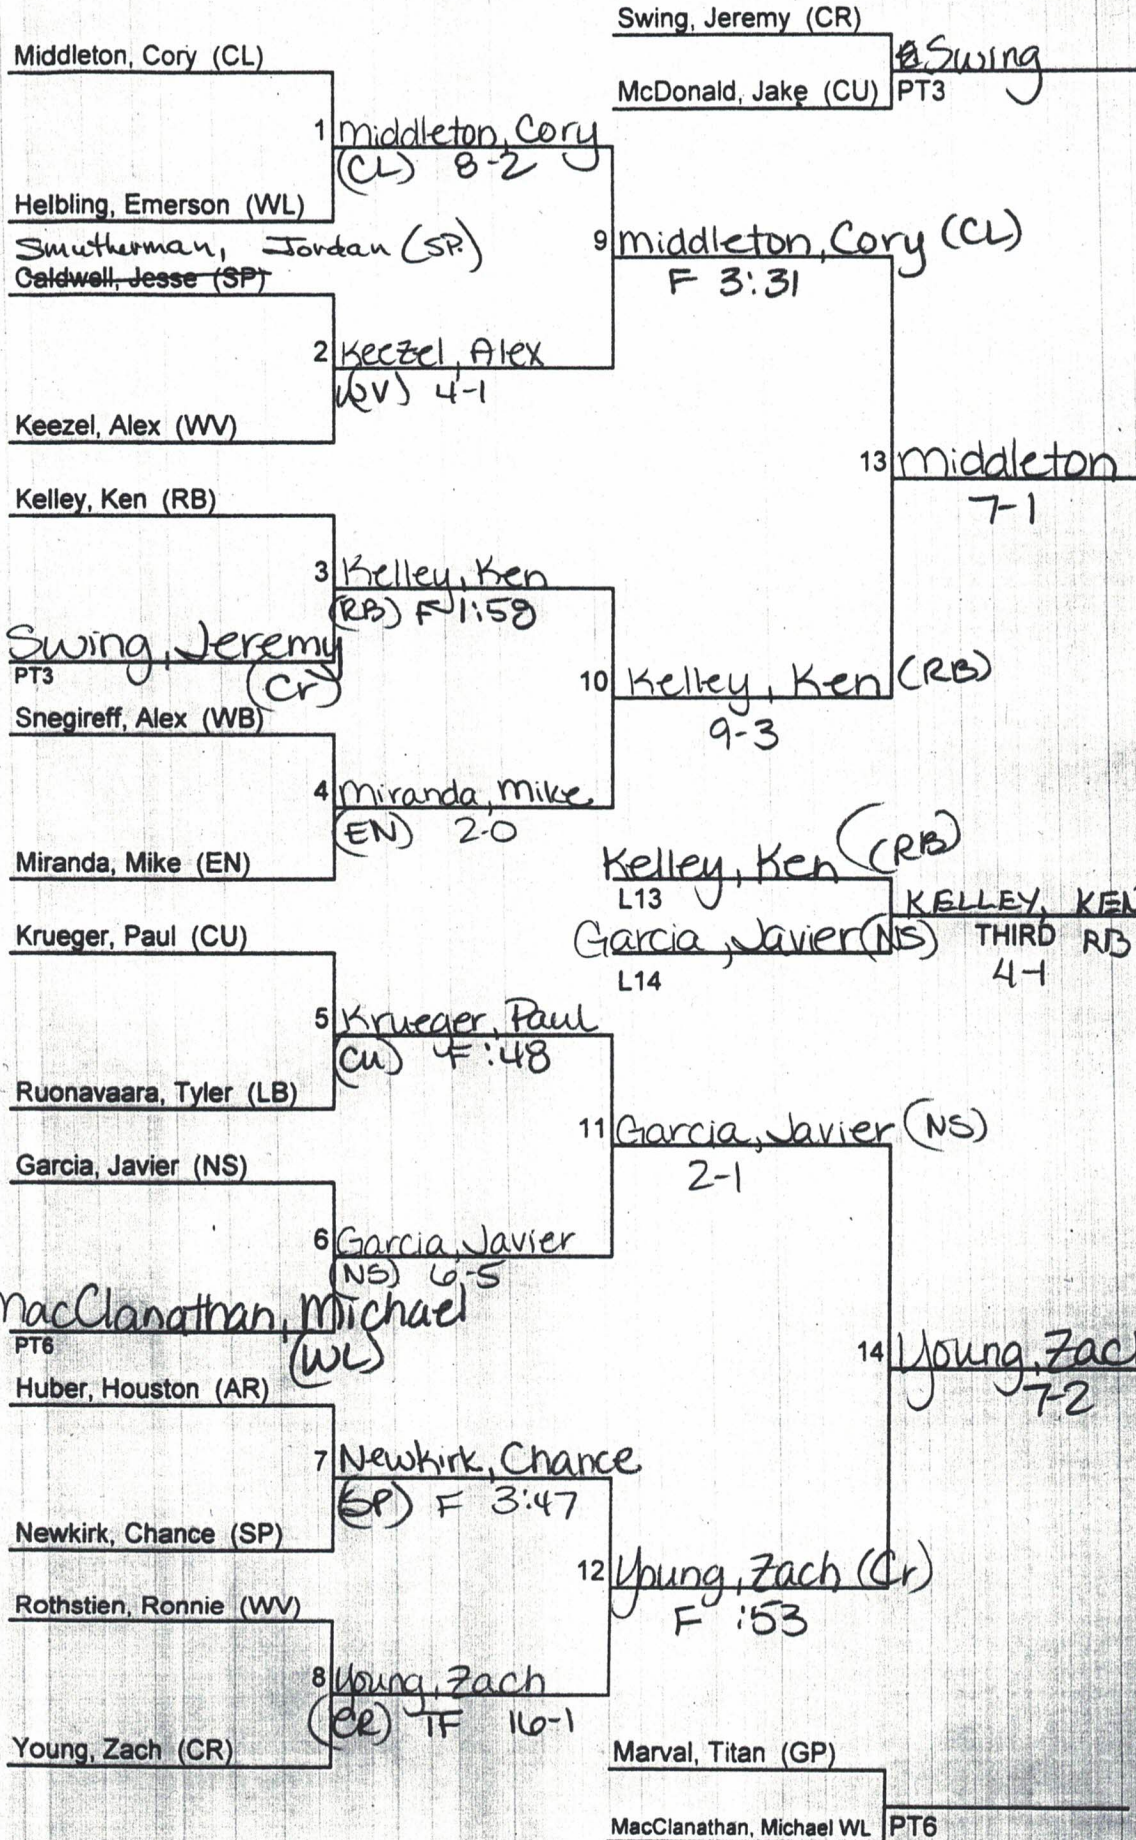 Swing, Jeremy (CR)
Middleton, Cory (CL)
Swing
McDonald, Jake (CU) PT3
1 Middleton, Cory
(CL) 8-2
Helbling, Emerson (WL)
Smutherman, Jordan (SP.)
9 Middleton, Cory (CL)
Caldwell, Jesse (SP)
F 3:31
2 Keezel, Alex
(WV) 4-1
Keezel, Alex (WV)
13 Middleton
7-1
Kelley, Ken (RB)
3 Kelley, Ken
(RB) F 1:58
Swing, Jeremy
PT3 (Cr)
10 Kelley, Ken (RB)
Snegireff, Alex (WB)
9-3
4 Miranda, Mike
(EN) 2-0
Miranda, Mike (EN)
Kelley, Ken (RB)
L13
KELLEY, KEN
Krueger, Paul (CU)
Garcia, Javier (NS) THIRD RB
L14 4-1
5 Krueger, Paul
(CU) F :48
Ruonavaara, Tyler (LB)
11 Garcia, Javier (NS)
Garcia, Javier (NS)
2-1
6 Garcia, Javier
(NS) 6-5
MacClanathan, Michael
PT6 (WL)
14 Young, Zac
7-2
Huber, Houston (AR)
7 Newkirk, Chance
(SP) F 3:47
Newkirk, Chance (SP)
12 Young, Zach (Cr)
Rothstien, Ronnie (WV)
F :53
8 Young, Zach
(CR) TF 16-1
Young, Zach (CR)
Marval, Titan (GP)
MacClanathan, Michael WL PT6